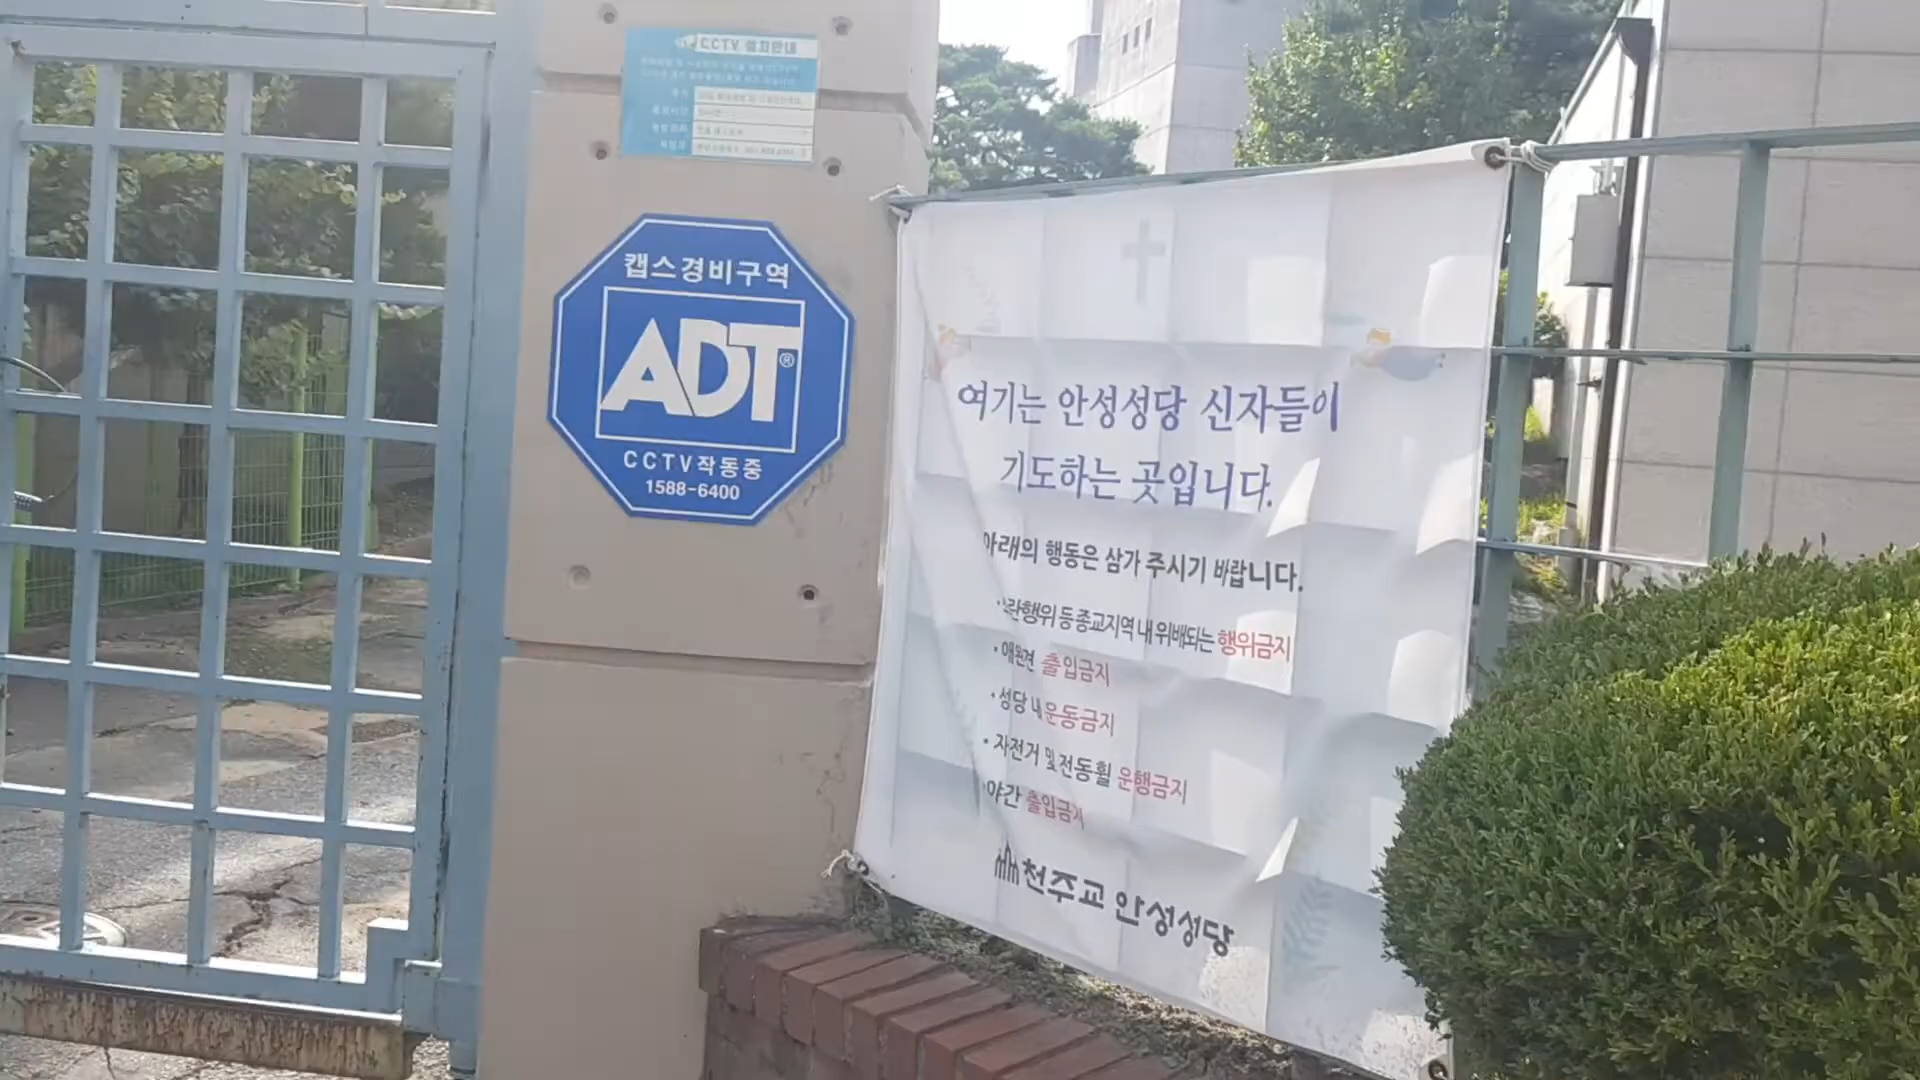 CCTV 설치안내
캡스경비구역
ADT®
CCTV작동중
1588-6400
여기는 안성성당 신자들이
기도하는 곳입니다.
아래의 행동은 삼가 주시기 바랍니다.
·소란행위 등 종교지역 내 위배되는 행위금지
·애완견 출입금지
·성당 내 운동금지
·자전거 및 전동휠 운행금지
·야간 출입금지
천주교 안성성당